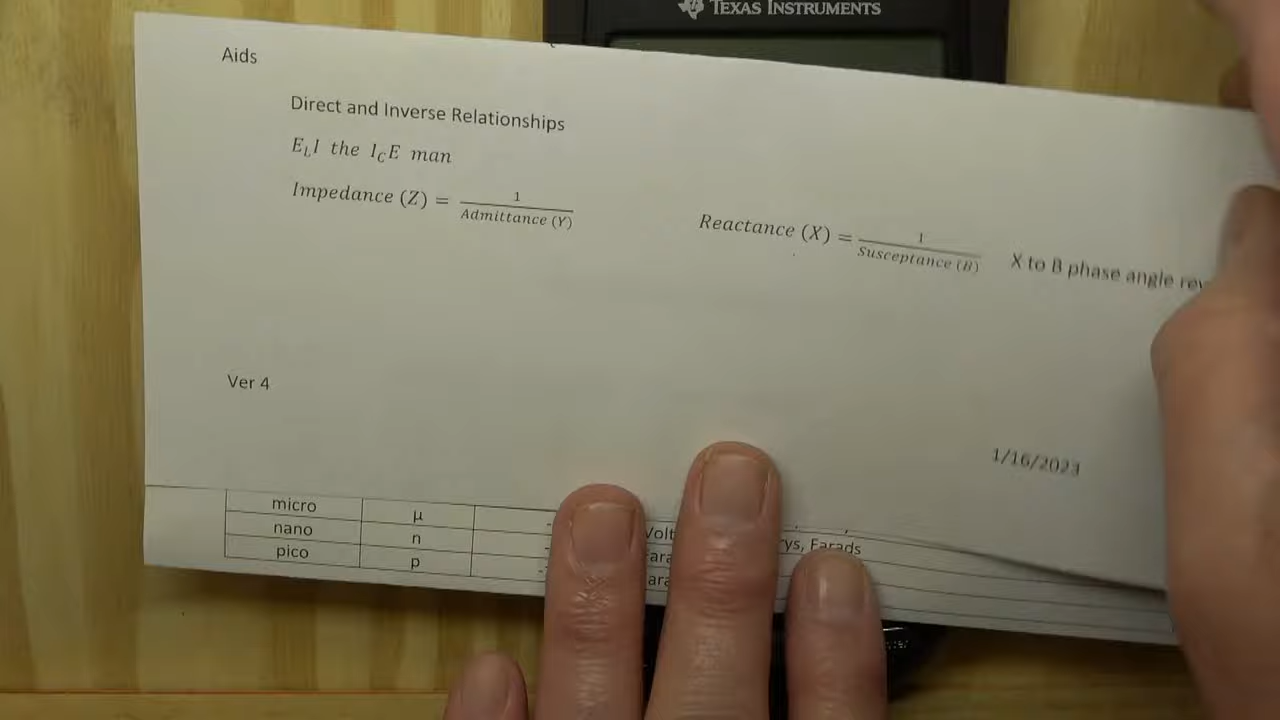 TEXAS INSTRUMENTS
Aids
Direct and Inverse Relationships
E_L I the I_C E man
Impedance (Z) = 1 / Admittance (Y)
Reactance (X) = 1 / Susceptance (B) X to B phase angle
Ver 4
1/16/2023
micro μ
nano n Farads
pico p